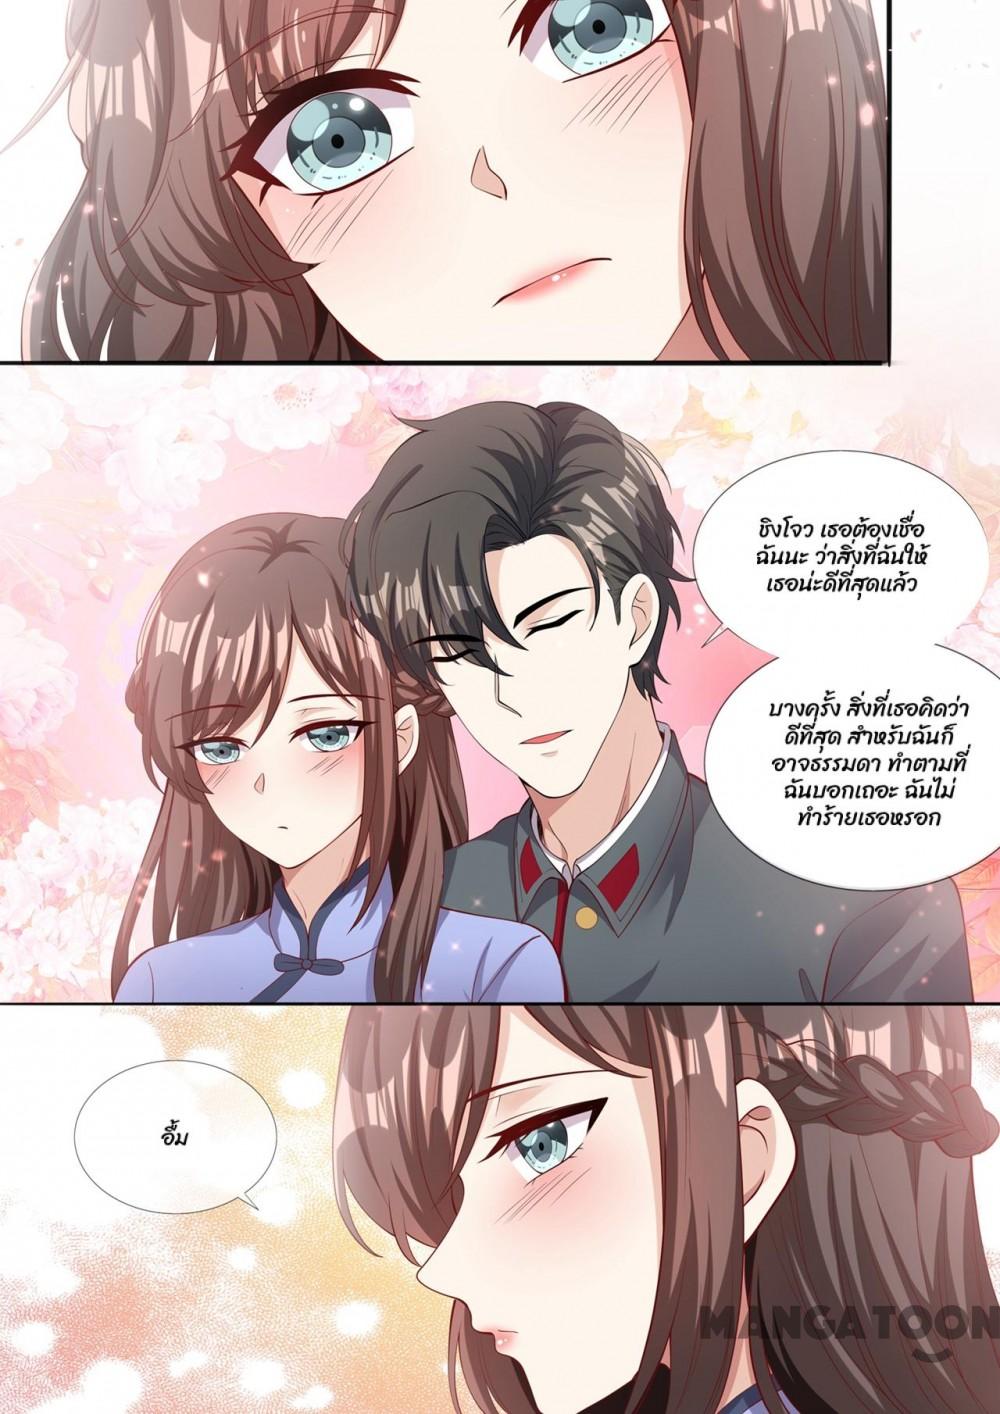 ชิงโจว เธอต้องเชื่อ
ฉันนะ ว่าสิ่งที่ฉันให้
เธอน่ะดีที่สุดแล้ว
บางครั้ง สิ่งที่เธอคิดว่า
ดีที่สุด สำหรับฉันก็
อาจธรรมดา ทำตามที่
ฉันบอกเถอะ ฉันไม่
ทำร้ายเธอหรอก
อื้ม
MANGATOON